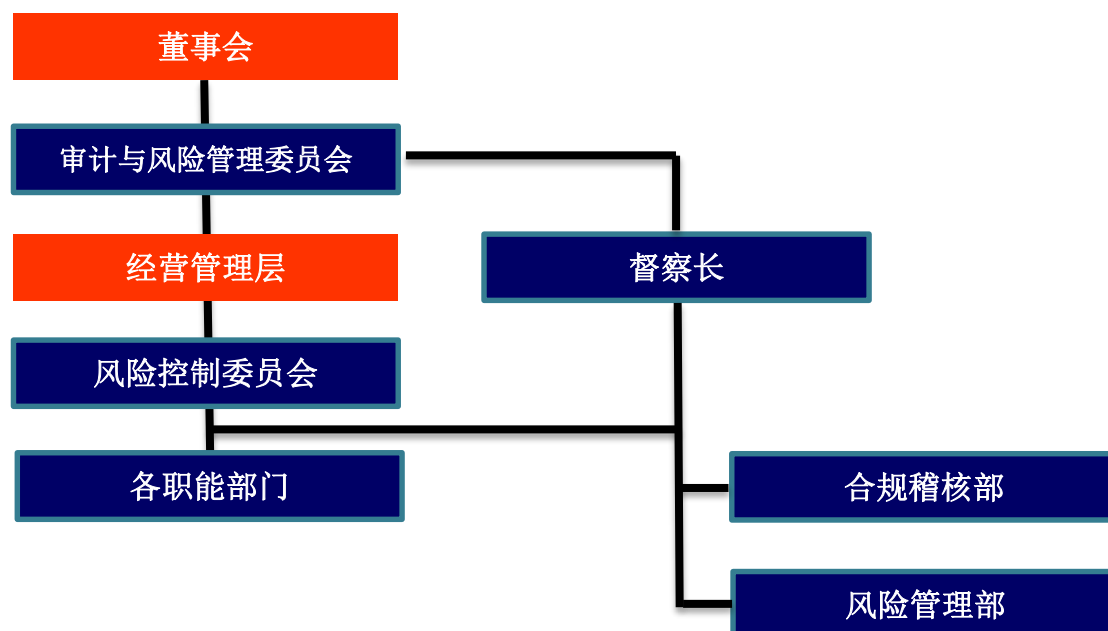 董事会
审计与风险管理委员会
经营管理层
督察长
风险控制委员会
各职能部门
合规稽核部
风险管理部